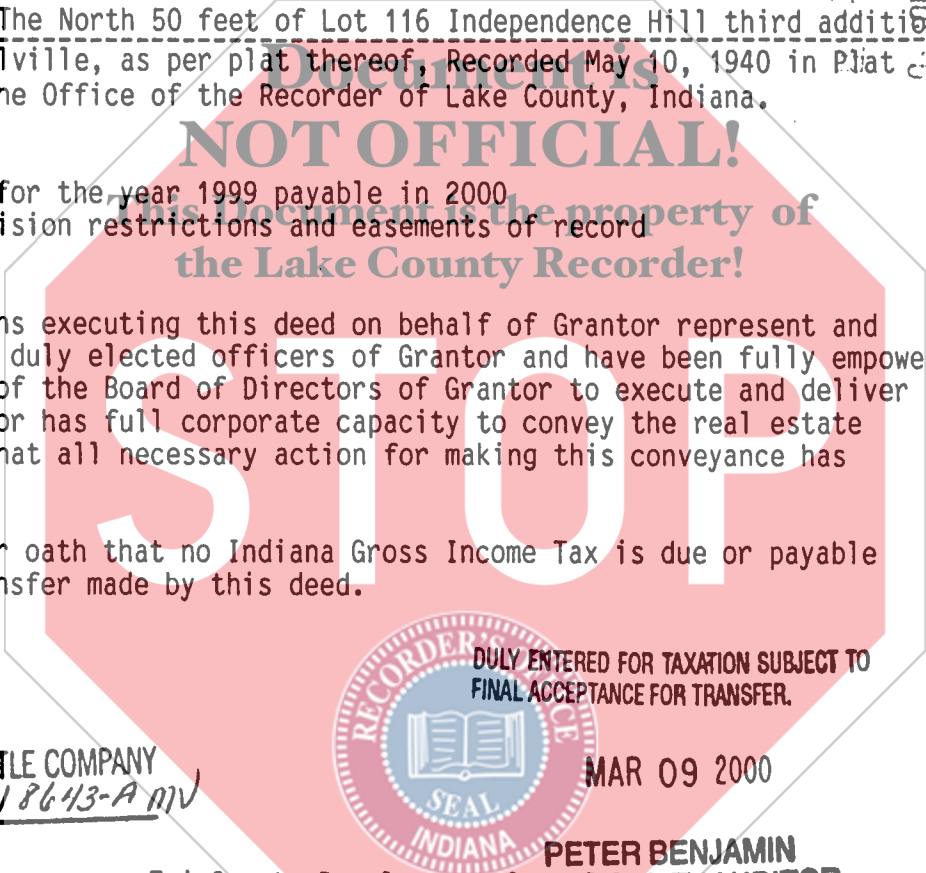 The North 50 feet of Lot 116 Independence Hill third additi
lville, as per plat thereof, Recorded May 10, 1940 in Plat
ne Office of the Recorder of Lake County, Indiana.
Document is
NOT OFFICIAL!
for the year 1999 payable in 2000
This Document is the property of
ision restrictions and easements of record
the Lake County Recorder!
ns executing this deed on behalf of Grantor represent and
duly elected officers of Grantor and have been fully empowe
of the Board of Directors of Grantor to execute and deliver
or has full corporate capacity to convey the real estate
hat all necessary action for making this conveyance has
STOP
r oath that no Indiana Gross Income Tax is due or payable
nsfer made by this deed.
RECORDER'S OFFICE
SEAL
INDIANA
DULY ENTERED FOR TAXATION SUBJECT TO
FINAL ACCEPTANCE FOR TRANSFER.
TLE COMPANY
18643-A MV
MAR 09 2000
PETER BENJAMIN